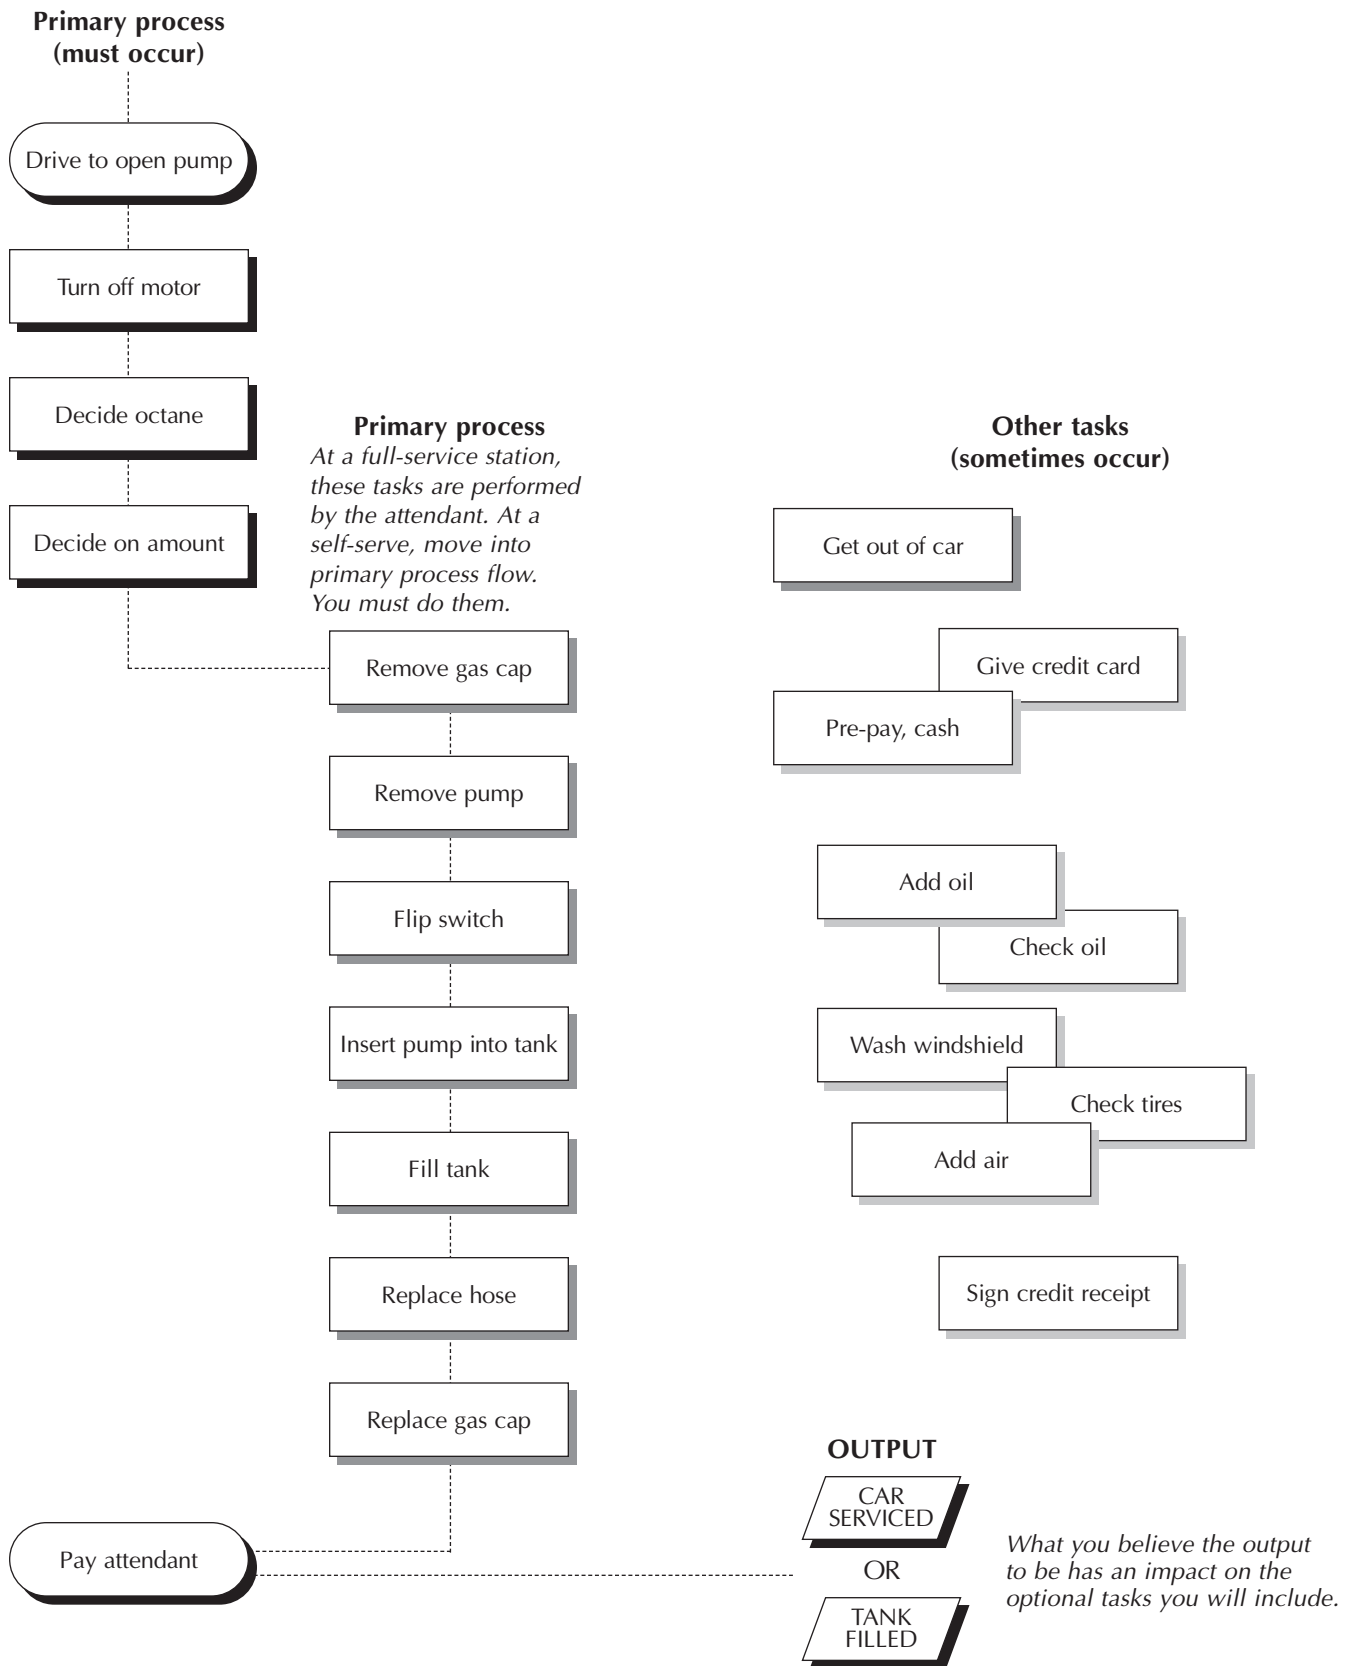 Primary process
(must occur)
Drive to open pump
Turn off motor
Decide octane
Decide on amount
Primary process
At a full-service station,
these tasks are performed
by the attendant. At a
self-serve, move into
primary process flow.
You must do them.
Remove gas cap
Remove pump
Flip switch
Insert pump into tank
Fill tank
Replace hose
Replace gas cap
Pay attendant
Other tasks
(sometimes occur)
Get out of car
Give credit card
Pre-pay, cash
Add oil
Check oil
Wash windshield
Check tires
Add air
Sign credit receipt
OUTPUT
CAR
SERVICED
OR
TANK
FILLED
What you believe the output
to be has an impact on the
optional tasks you will include.